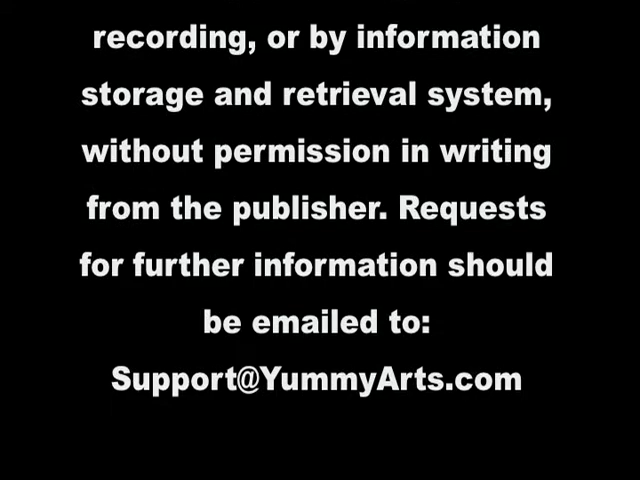 recording, or by information
storage and retrieval system,
without permission in writing
from the publisher. Requests
for further information should
be emailed to:
Support@YummyArts.com